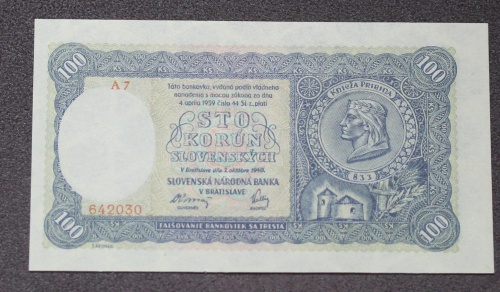 100
100
A 7
Táto bankovka, vydaná podľa vládneho
nariadenia s mocou zákona zo dňa
4. apríla 1939 číslo 44 Sl. z., platí
STO
KORÚN
SLOVENSKÝCH
V Bratislave dňa 7. októbra 1940.
SLOVENSKÁ NÁRODNÁ BANKA
V BRATISLAVE
642030
KNIEŽA PRIBINA
833
100
100
FALŠOVANIE BANKOVIEK SA TRESTÁ